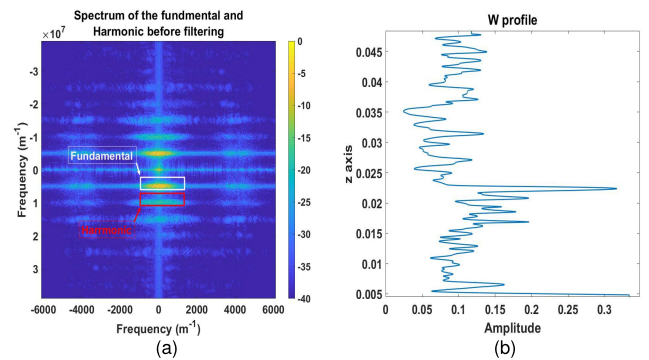 Spectrum of the fundmental and
Harmonic before filtering
×10⁷
-3
-2
-1
0
1
2
3
Frequency (m⁻¹)
Fundamental
Harmonic
-6000 -4000 -2000 0 2000 4000 6000
Frequency (m⁻¹)
0
-5
-10
-15
-20
-25
-30
-35
-40
(a)
W profile
0.045
0.04
0.035
0.03
0.025
0.02
0.015
0.01
0.005
z axis
0 0.05 0.1 0.15 0.2 0.25 0.3
Amplitude
(b)